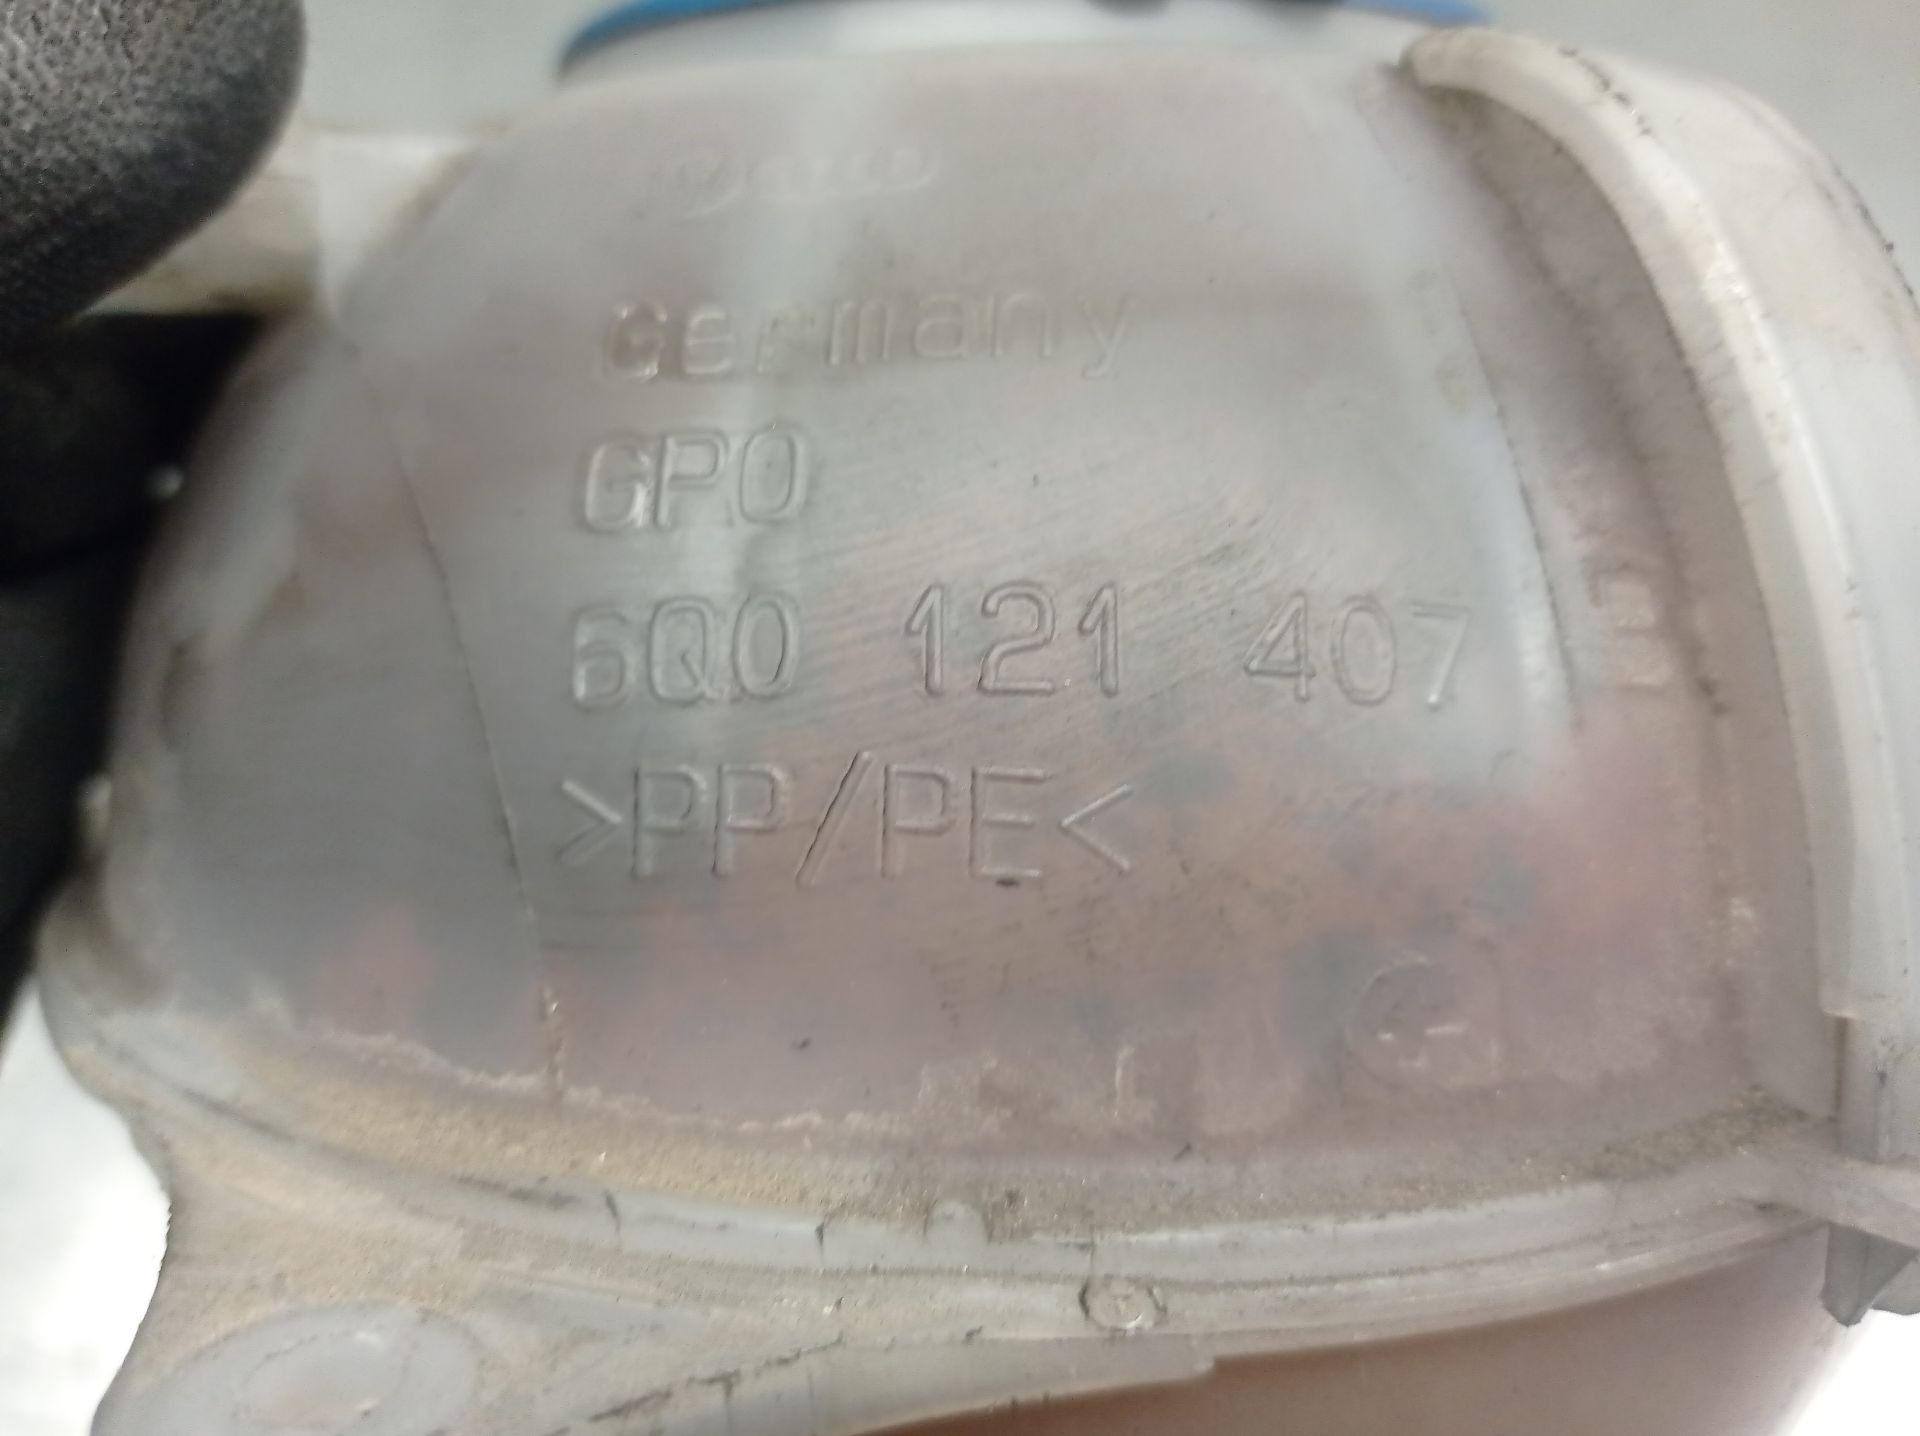 Germany
GPO
6Q0 121 407
>PP/PE<